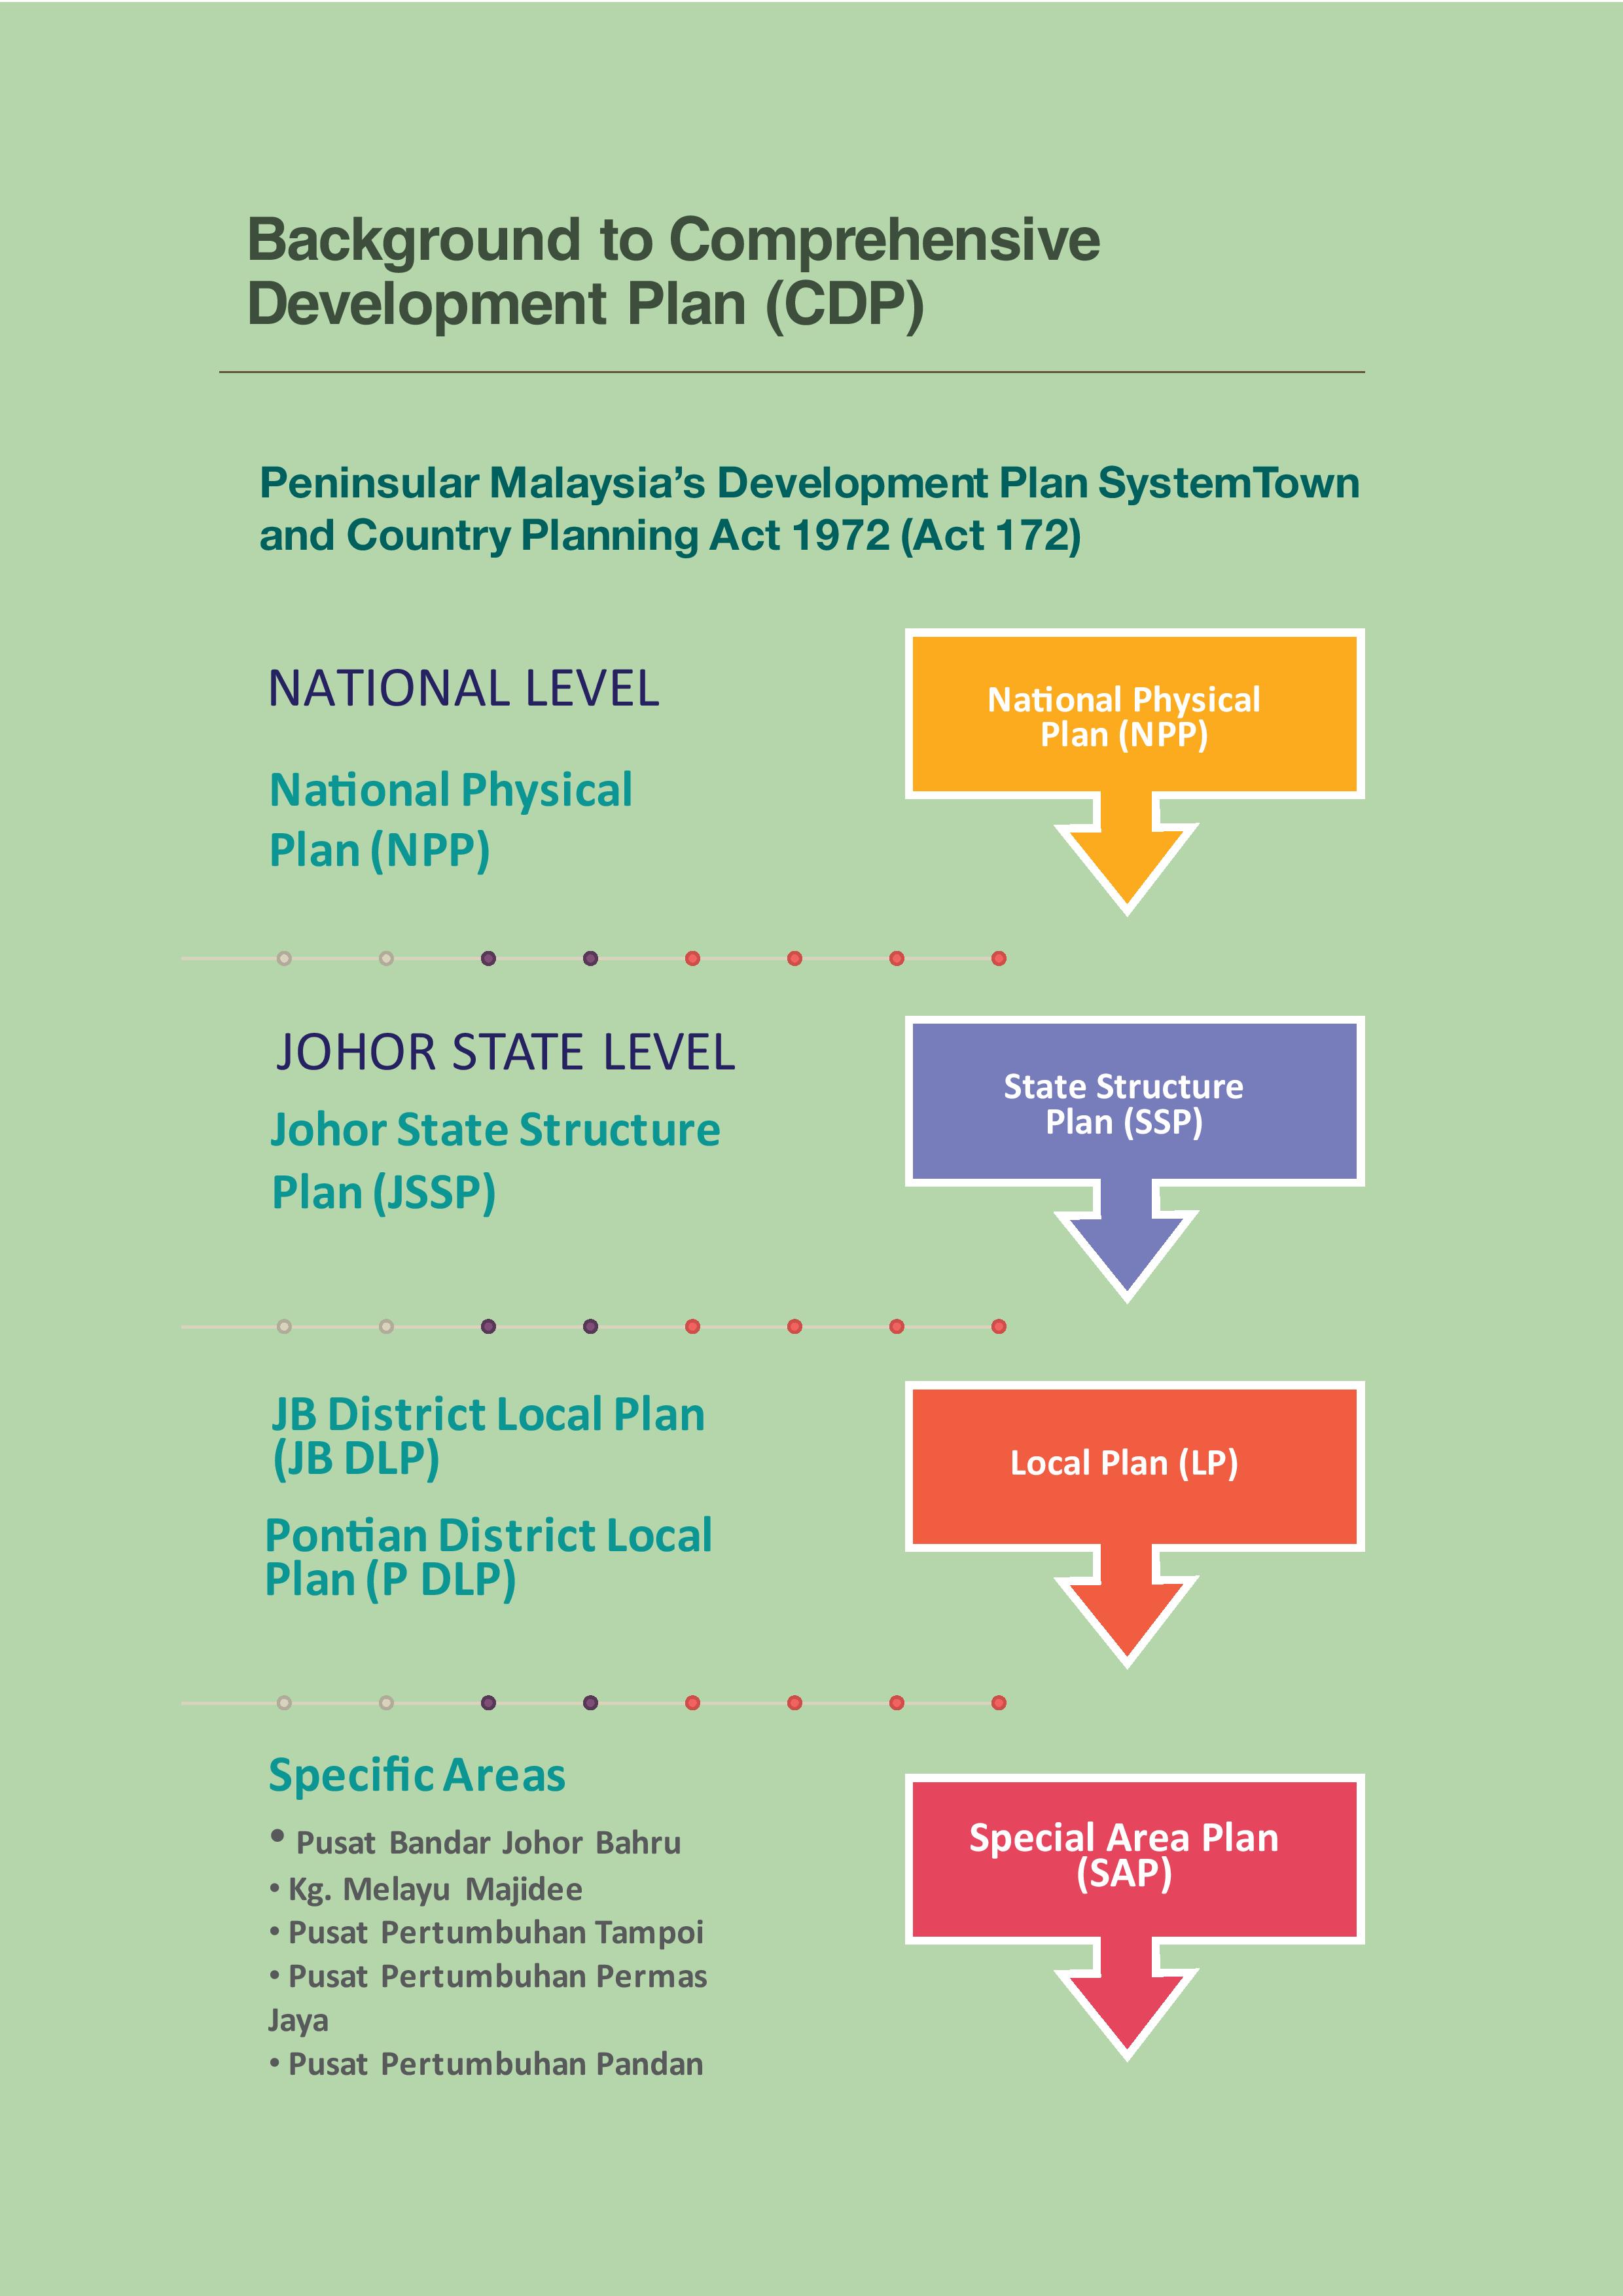 Background to Comprehensive
Development Plan (CDP)
Peninsular Malaysia’s Development Plan SystemTown
and Country Planning Act 1972 (Act 172)
NATIONAL LEVEL
National Physical
Plan (NPP)
National Physical
Plan (NPP)
JOHOR STATE LEVEL
Johor State Structure
Plan (JSSP)
State Structure
Plan (SSP)
JB District Local Plan
(JB DLP)
Pontian District Local
Plan (P DLP)
Local Plan (LP)
Specific Areas
• Pusat Bandar Johor Bahru
• Kg. Melayu Majidee
• Pusat Pertumbuhan Tampoi
• Pusat Pertumbuhan Permas
Jaya
• Pusat Pertumbuhan Pandan
Special Area Plan
(SAP)